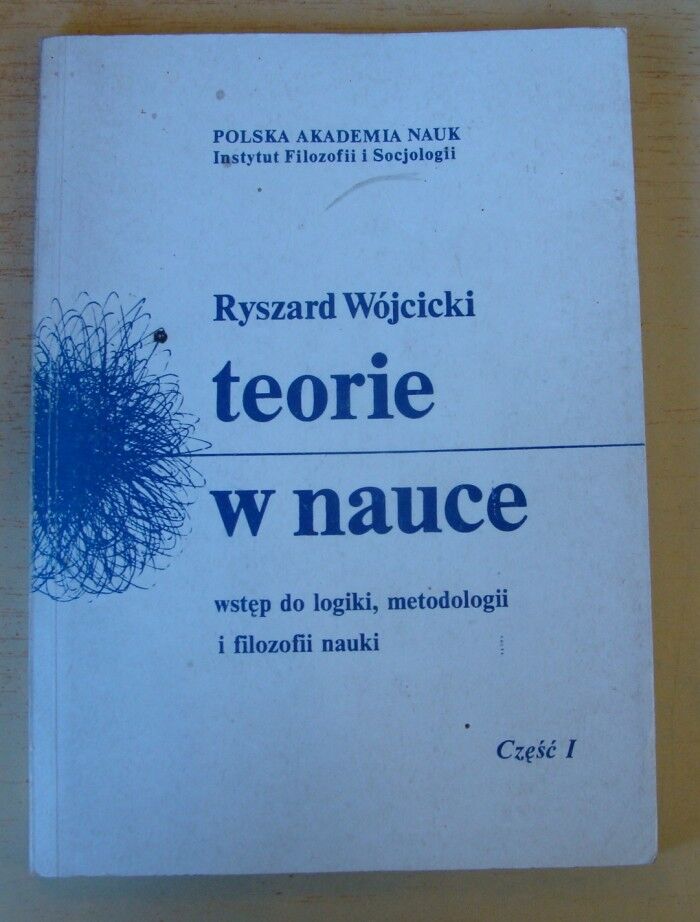 POLSKA AKADEMIA NAUK
Instytut Filozofii i Socjologii
Ryszard Wójcicki
teorie
w nauce
wstęp do logiki, metodologii
i filozofii nauki
Część I